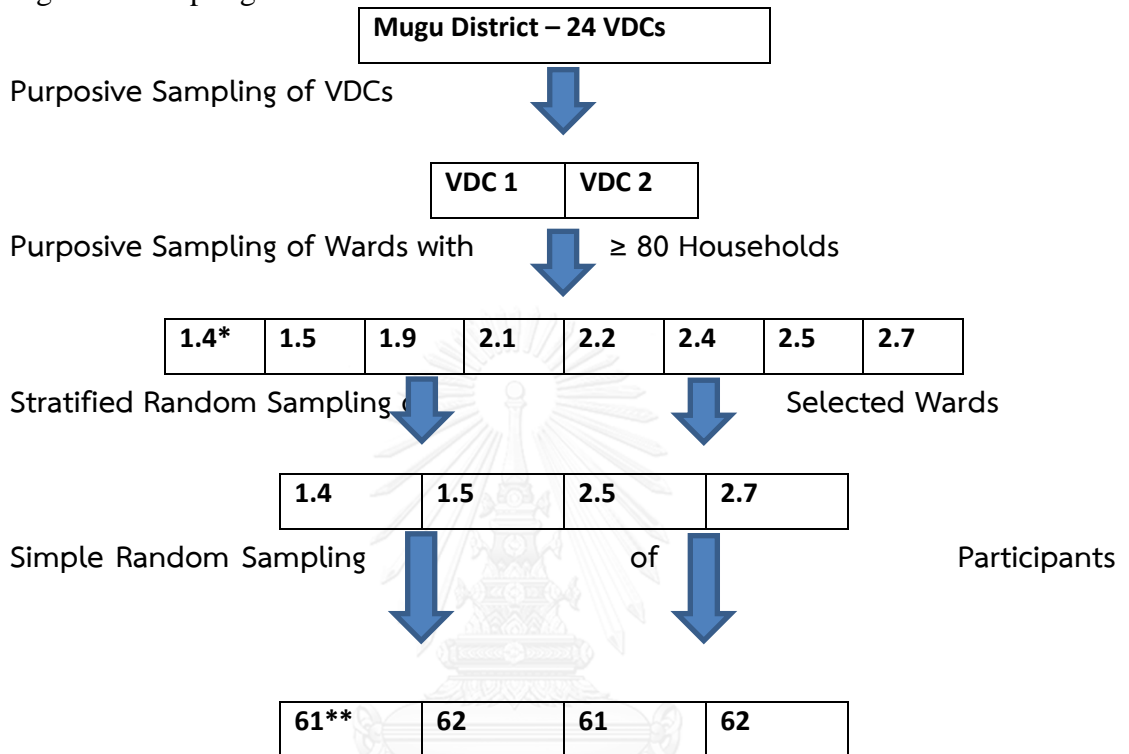 Mugu District – 24 VDCs
Purposive Sampling of VDCs
VDC 1 VDC 2
Purposive Sampling of Wards with ≥ 80 Households
1.4* 1.5 1.9 2.1 2.2 2.4 2.5 2.7
Stratified Random Sampling Selected Wards
1.4 1.5 2.5 2.7
Simple Random Sampling of Participants
61** 62 61 62